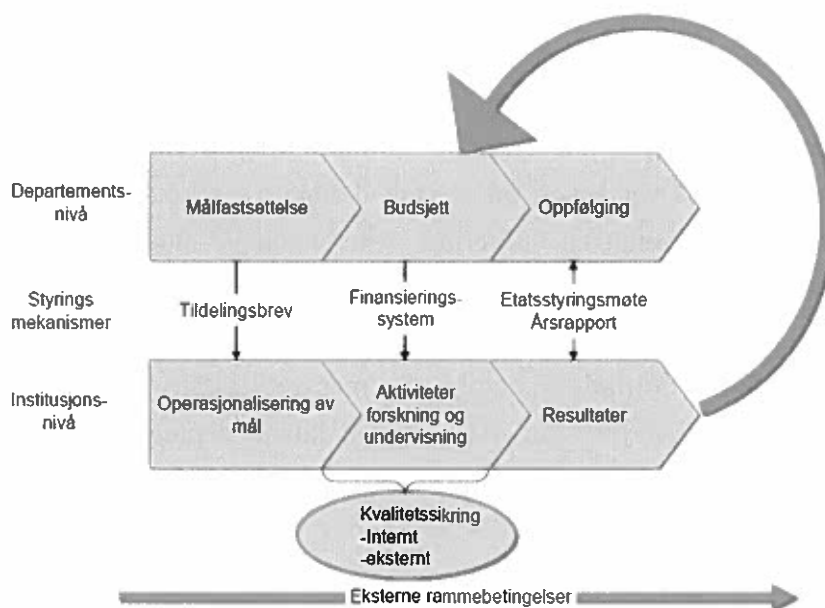 Departements-
nivå
Målfastsettelse
Budsjett
Oppfølging
Styrings
mekanismer
Tildelingsbrev
Finansierings-
system
Etatsstyringsmøte
Årsrapport
Institusjons-
nivå
Operasjonalisering av
mål
Aktiviteter
forskning og
undervisning
Resultater
Kvalitetssikring
-Internt
-eksternt
Eksterne rammebetingelser